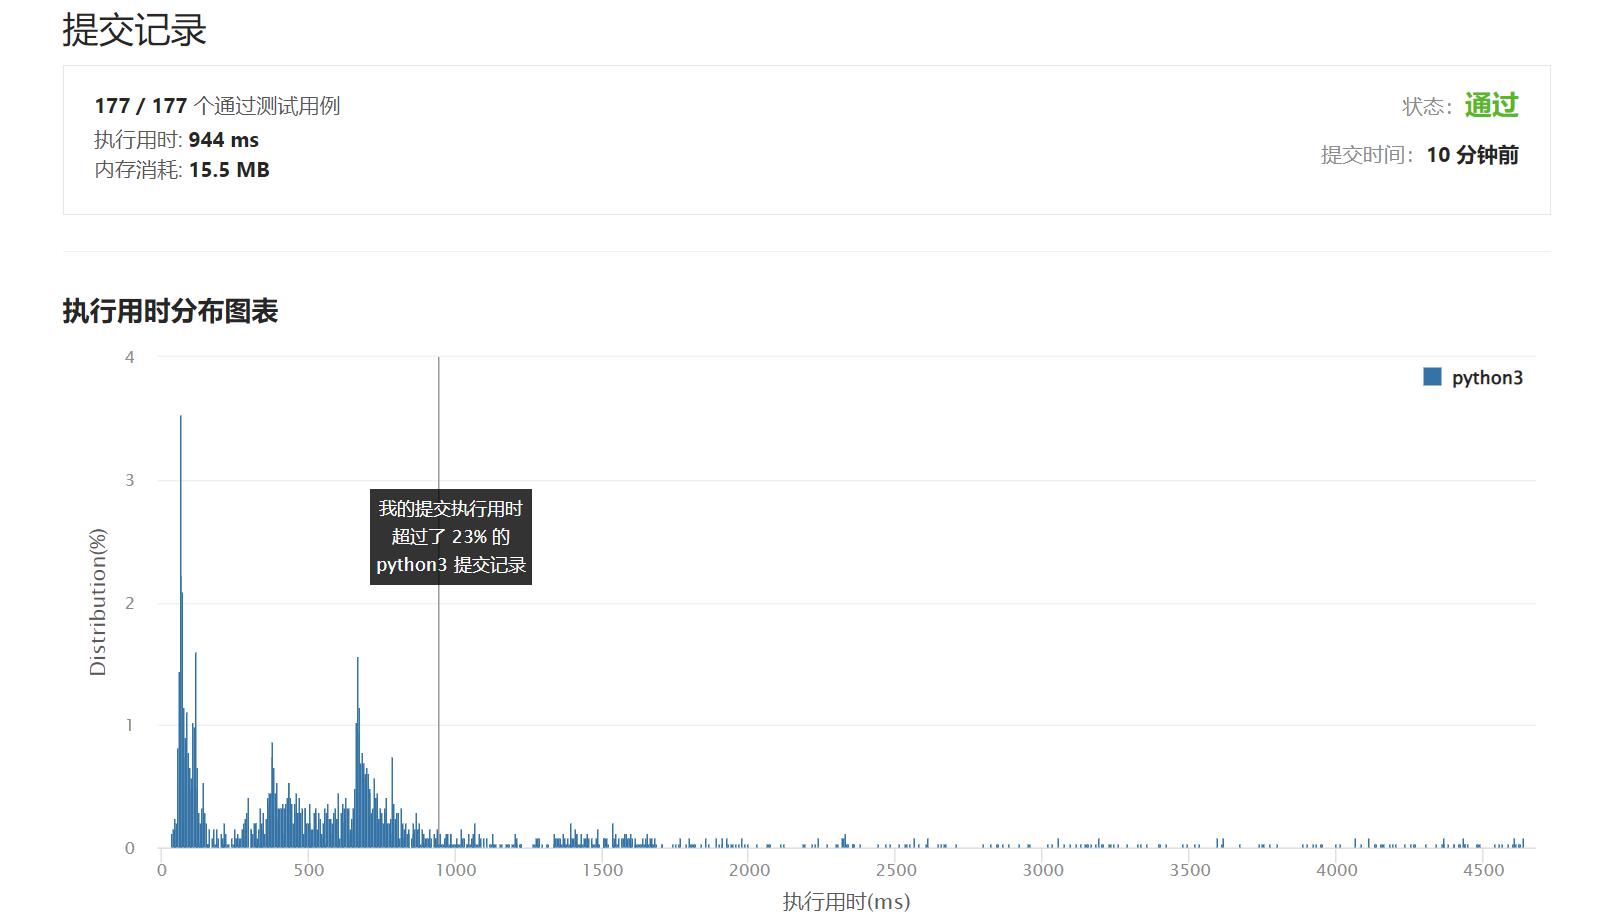 提交记录
177 / 177 个通过测试用例
状态：通过
执行用时: 944 ms
提交时间：10 分钟前
内存消耗: 15.5 MB
执行用时分布图表
4
python3
3
我的提交执行用时
超过了 23% 的
python3 提交记录
Distribution(%)
2
1
0
0 500 1000 1500 2000 2500 3000 3500 4000 4500
执行用时(ms)